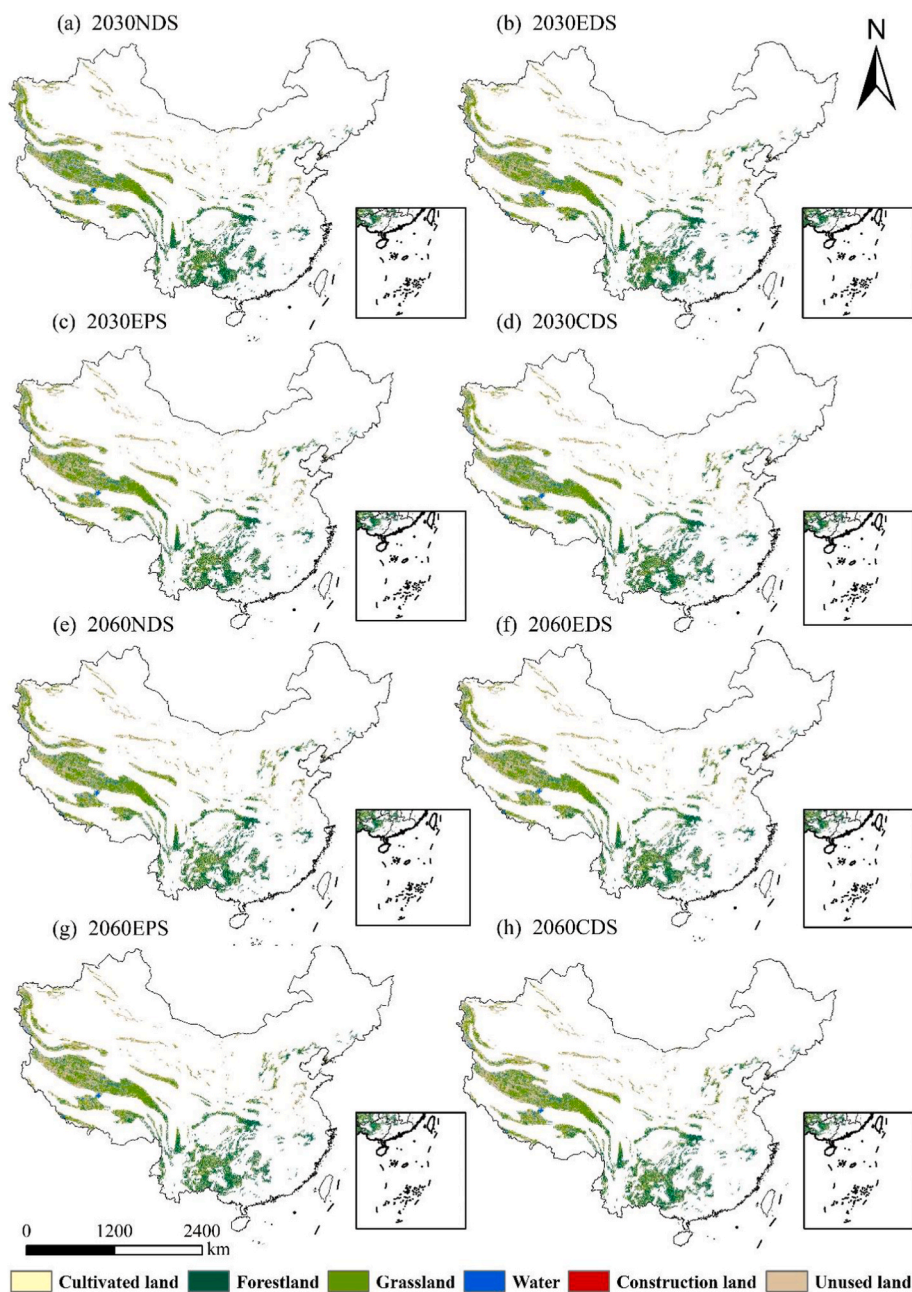 (a) 2030NDS
(b) 2030EDS
N
(c) 2030EPS
(d) 2030CDS
(e) 2060NDS
(f) 2060EDS
(g) 2060EPS
(h) 2060CDS
0 1200 2400
km
Cultivated land Forestland Grassland Water Construction land Unused land